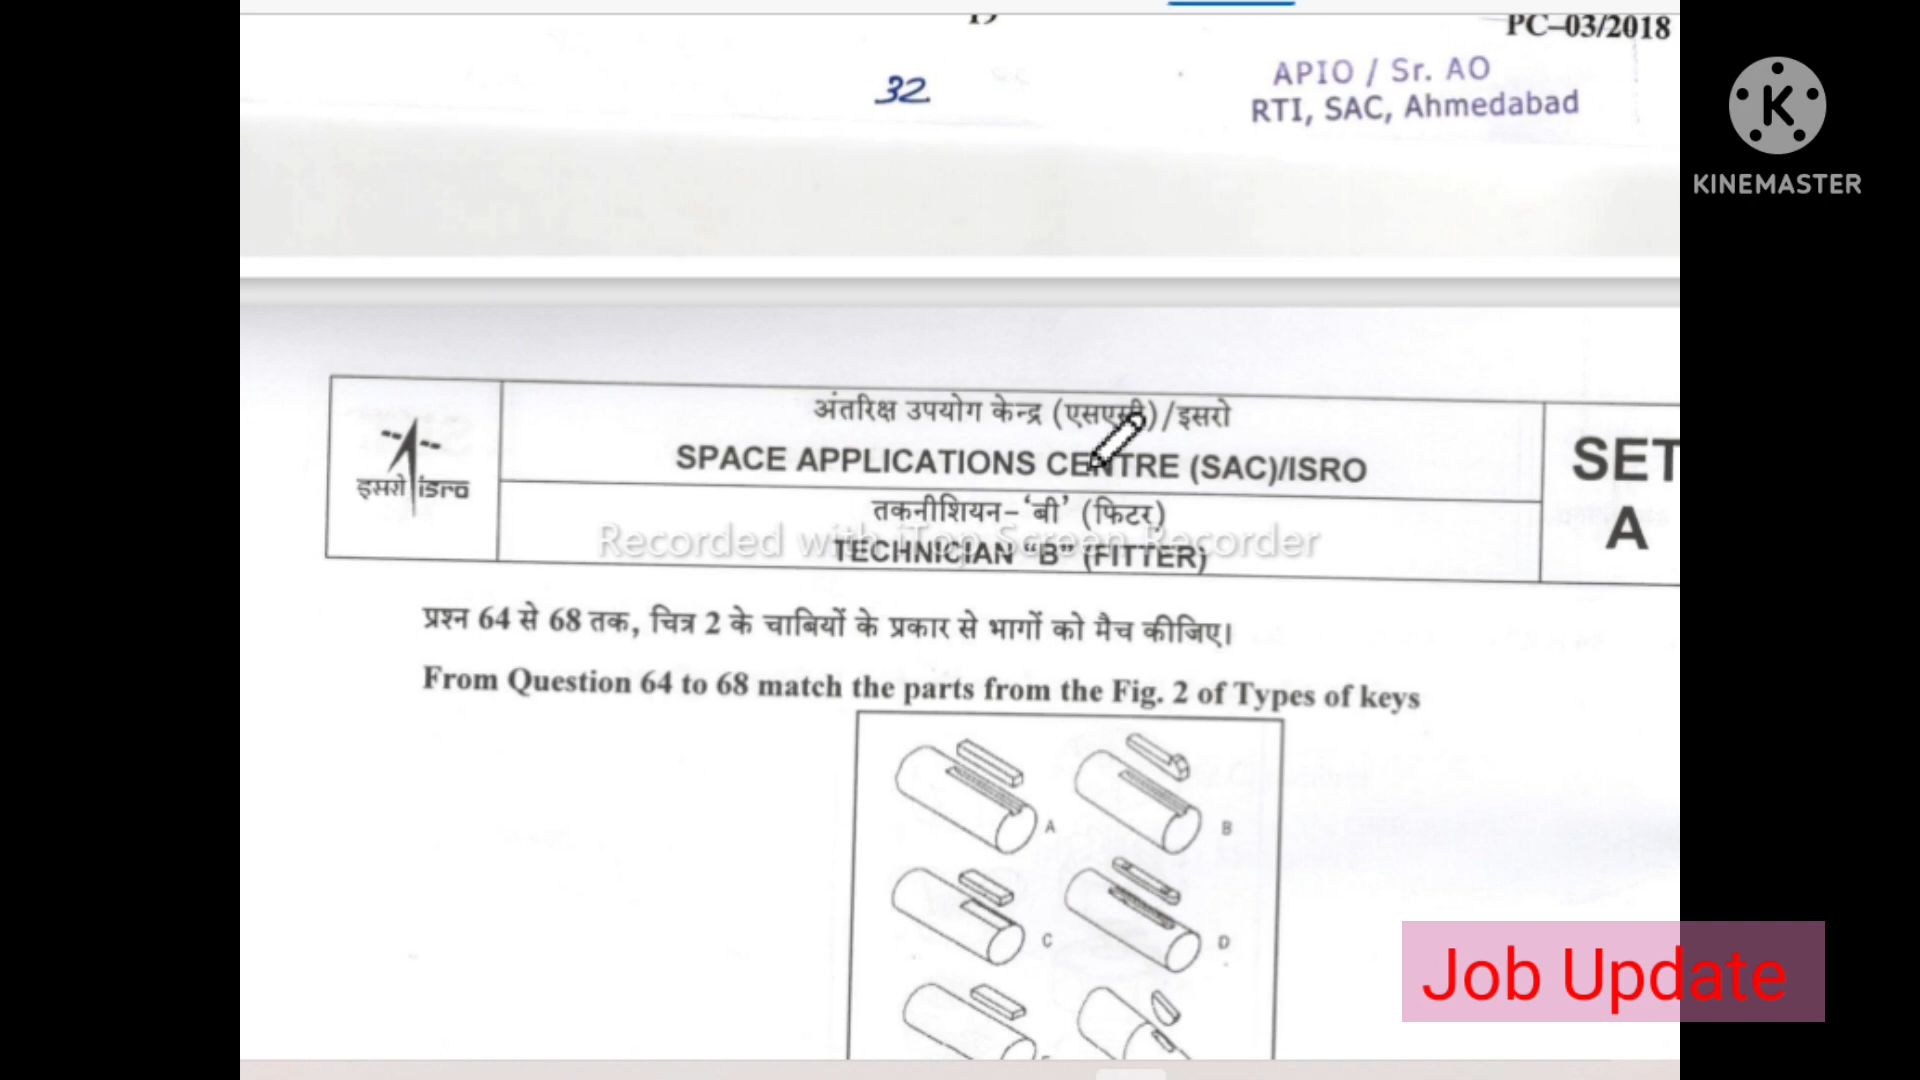 PC–03/2018
32
APIO / Sr. AO
RTI, SAC, Ahmedabad
KINEMASTER
अंतरिक्ष उपयोग केन्द्र (एसएसी)/इसरो
SPACE APPLICATIONS CENTRE (SAC)/ISRO
इसरो isro
तकनीशियन–‘बी’ (फिटर)
TECHNICIAN “B” (FITTER)
SET
A
Recorded with iTop Screen Recorder
प्रश्न 64 से 68 तक, चित्र 2 के चाबियों के प्रकार से भागों को मैच कीजिए।
From Question 64 to 68 match the parts from the Fig. 2 of Types of keys
A
B
C
D
Job Update